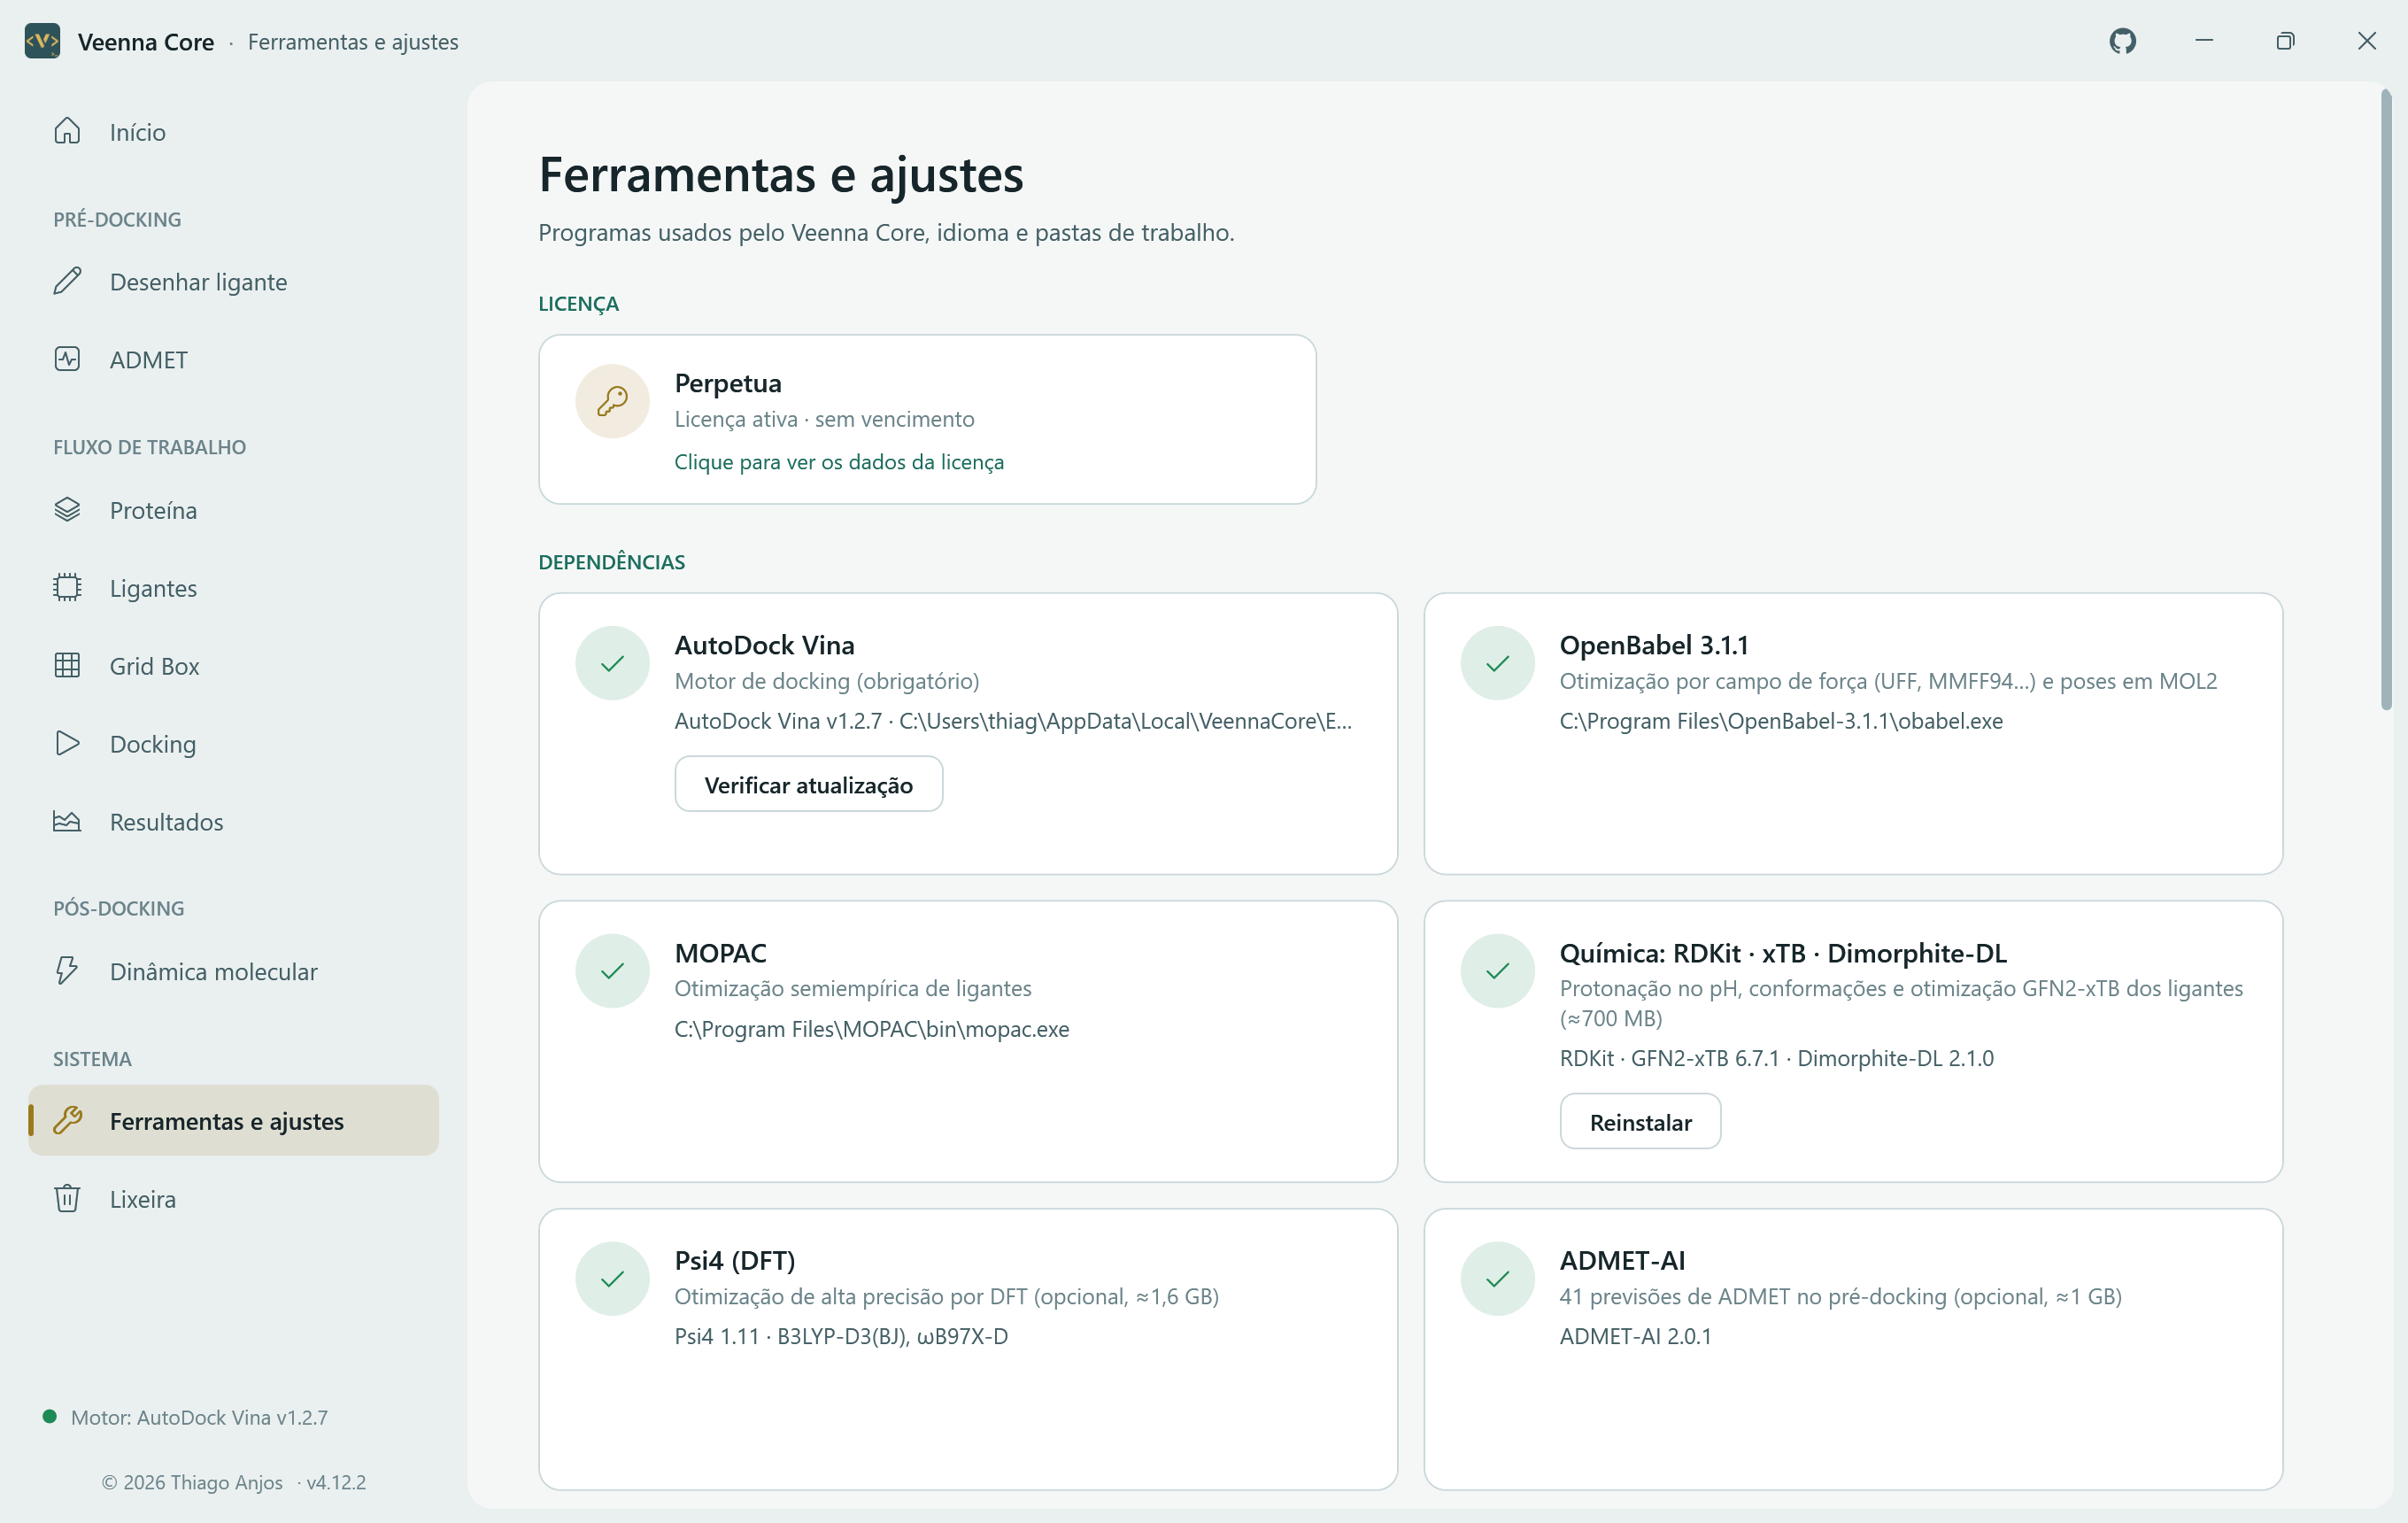 Veenna Core · Ferramentas e ajustes
Início
PRÉ-DOCKING
Desenhar ligante
ADMET
FLUXO DE TRABALHO
Proteína
Ligantes
Grid Box
Docking
Resultados
PÓS-DOCKING
Dinâmica molecular
SISTEMA
Ferramentas e ajustes
Lixeira
Motor: AutoDock Vina v1.2.7
© 2026 Thiago Anjos · v4.12.2
Ferramentas e ajustes
Programas usados pelo Veenna Core, idioma e pastas de trabalho.
LICENÇA
Perpetua
Licença ativa · sem vencimento
Clique para ver os dados da licença
DEPENDÊNCIAS
AutoDock Vina
Motor de docking (obrigatório)
AutoDock Vina v1.2.7 · C:\Users\thiag\AppData\Local\VeennaCore\E...
Verificar atualização
OpenBabel 3.1.1
Otimização por campo de força (UFF, MMFF94...) e poses em MOL2
C:\Program Files\OpenBabel-3.1.1\obabel.exe
MOPAC
Otimização semiempírica de ligantes
C:\Program Files\MOPAC\bin\mopac.exe
Química: RDKit · xTB · Dimorphite-DL
Protonação no pH, conformações e otimização GFN2-xTB dos ligantes
(≈700 MB)
RDKit · GFN2-xTB 6.7.1 · Dimorphite-DL 2.1.0
Reinstalar
Psi4 (DFT)
Otimização de alta precisão por DFT (opcional, ≈1,6 GB)
Psi4 1.11 · B3LYP-D3(BJ), ωB97X-D
ADMET-AI
41 previsões de ADMET no pré-docking (opcional, ≈1 GB)
ADMET-AI 2.0.1